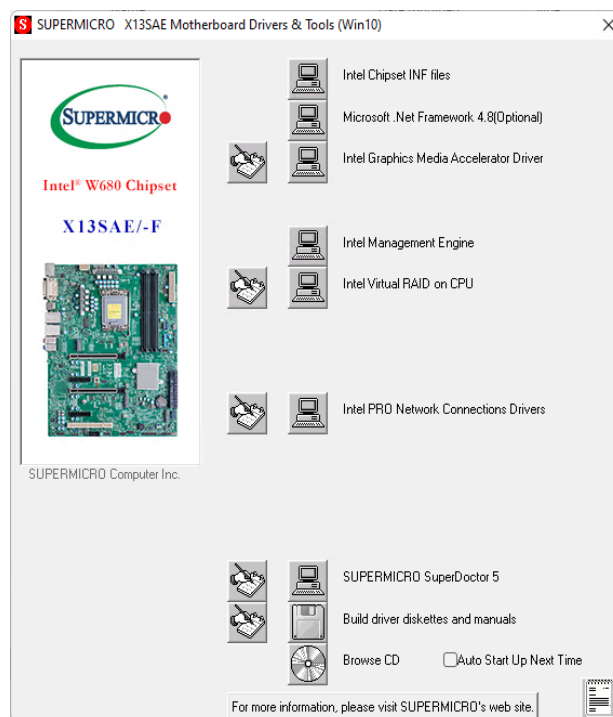 SUPERMICRO X13SAE Motherboard Drivers & Tools (Win10)
SUPERMICRO
Intel® W680 Chipset
X13SAE/-F
SUPERMICRO Computer Inc.
Intel Chipset INF files
Microsoft .Net Framework 4.8(Optional)
Intel Graphics Media Accelerator Driver
Intel Management Engine
Intel Virtual RAID on CPU
Intel PRO Network Connections Drivers
SUPERMICRO SuperDoctor 5
Build driver diskettes and manuals
Browse CD
Auto Start Up Next Time
For more information, please visit SUPERMICRO's web site.